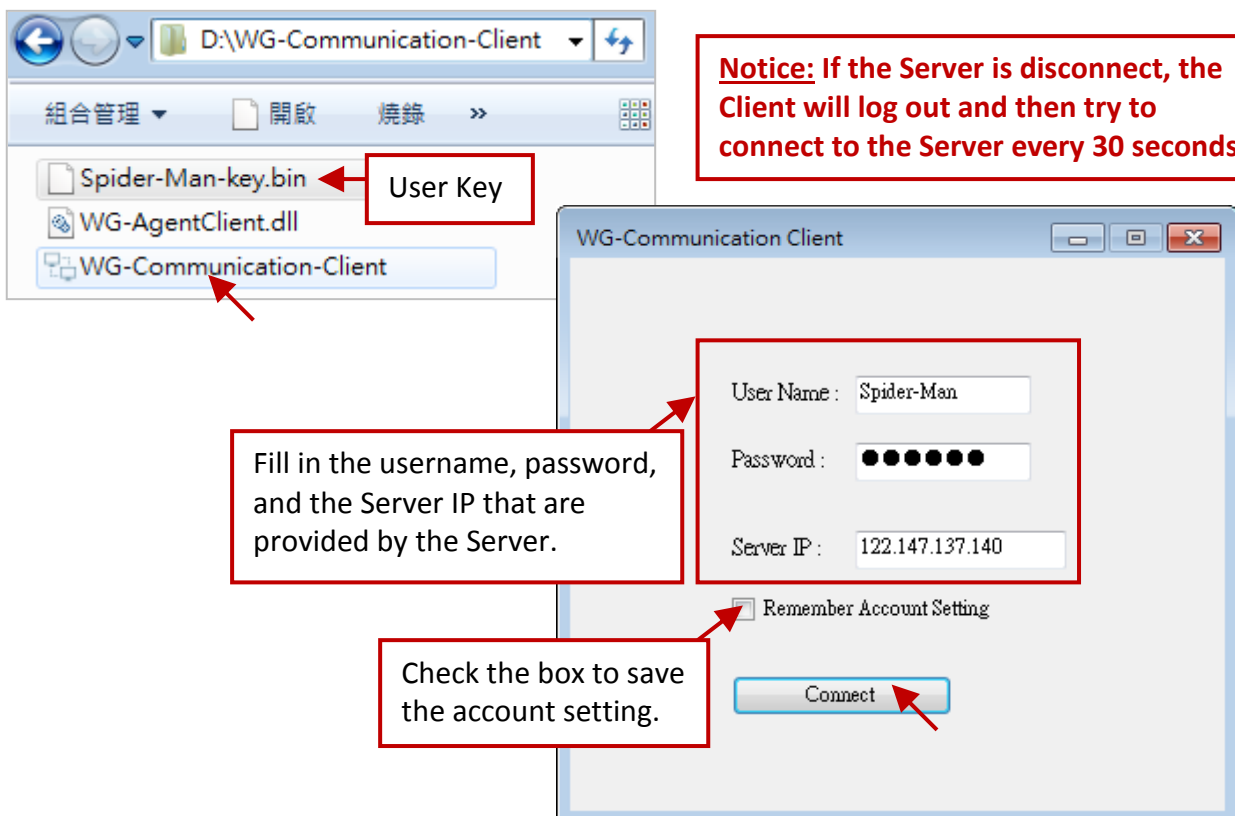 D:\WG-Communication-Client
組合管理 開啟 燒錄 »
Spider-Man-key.bin
User Key
WG-AgentClient.dll
WG-Communication-Client
Notice: If the Server is disconnect, the
Client will log out and then try to
connect to the Server every 30 seconds
WG-Communication Client
User Name : Spider-Man
Password : ●●●●●●
Server IP : 122.147.137.140
Fill in the username, password,
and the Server IP that are
provided by the Server.
Remember Account Setting
Check the box to save
the account setting.
Connect